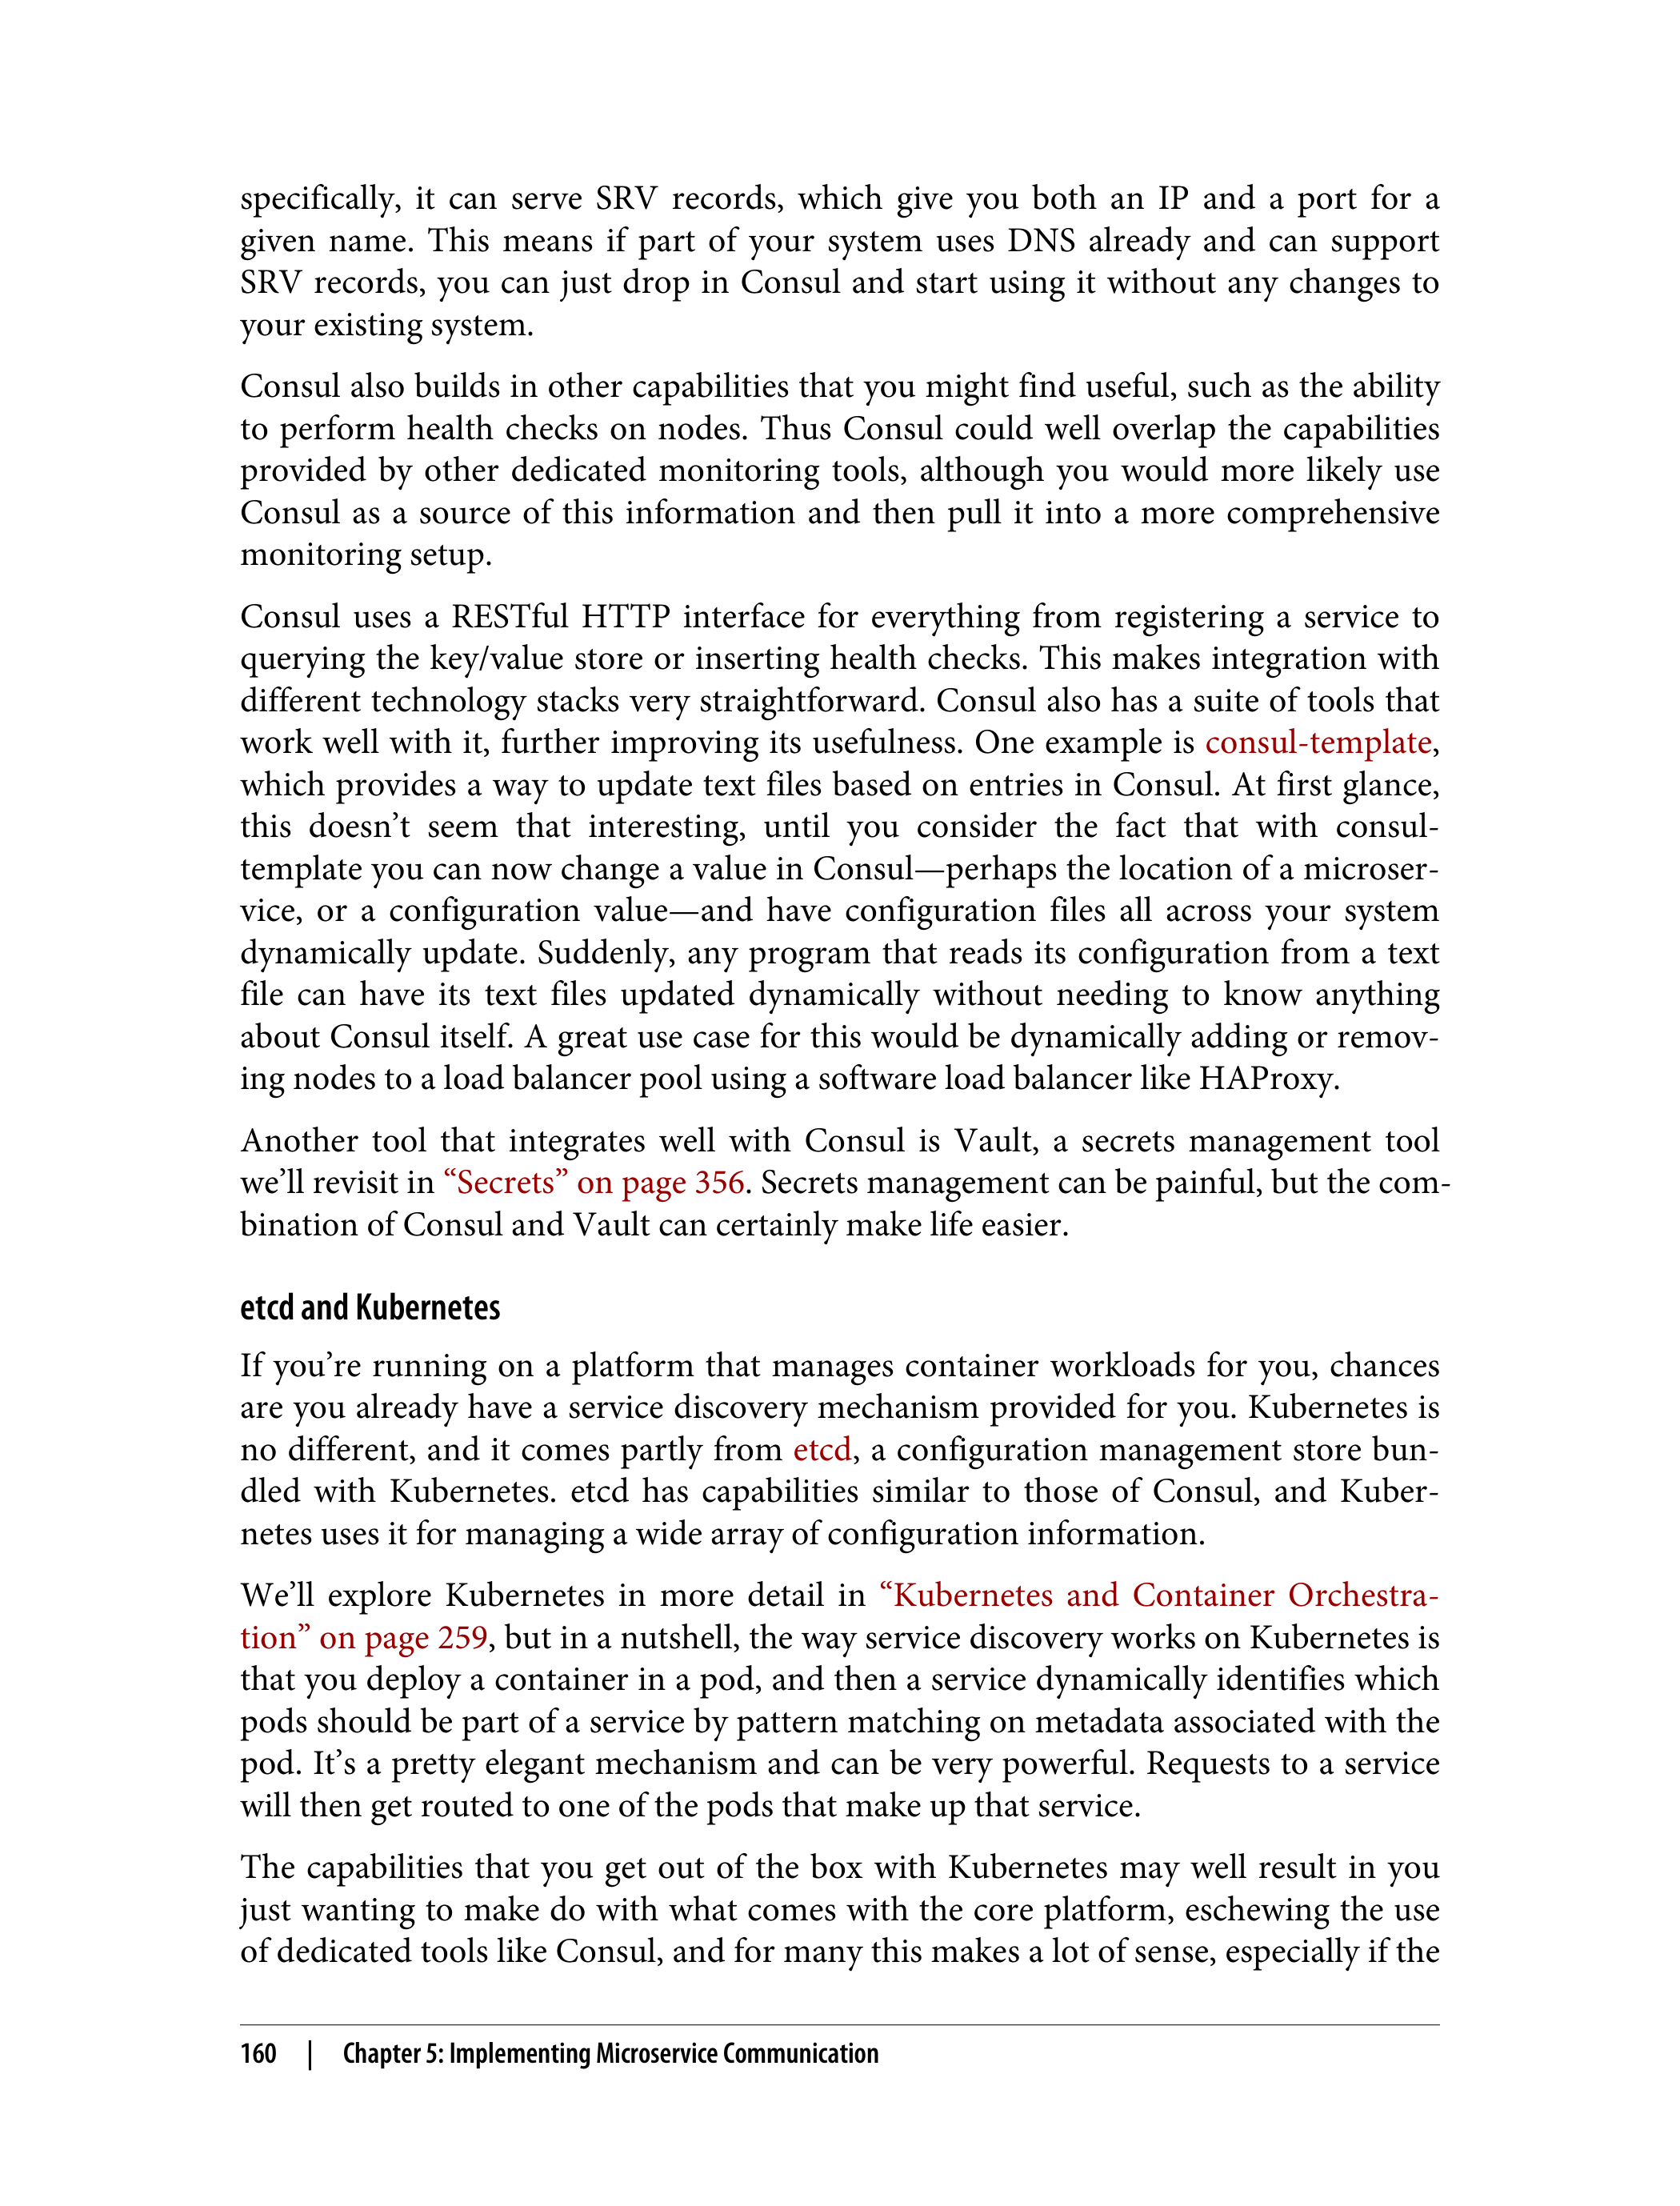 specifically, it can serve SRV records, which give you both an IP and a port for a
given name. This means if part of your system uses DNS already and can support
SRV records, you can just drop in Consul and start using it without any changes to
your existing system.
Consul also builds in other capabilities that you might find useful, such as the ability
to perform health checks on nodes. Thus Consul could well overlap the capabilities
provided by other dedicated monitoring tools, although you would more likely use
Consul as a source of this information and then pull it into a more comprehensive
monitoring setup.
Consul uses a RESTful HTTP interface for everything from registering a service to
querying the key/value store or inserting health checks. This makes integration with
different technology stacks very straightforward. Consul also has a suite of tools that
work well with it, further improving its usefulness. One example is consul-template,
which provides a way to update text files based on entries in Consul. At first glance,
this doesn’t seem that interesting, until you consider the fact that with consul-
template you can now change a value in Consul—perhaps the location of a microser-
vice, or a configuration value—and have configuration files all across your system
dynamically update. Suddenly, any program that reads its configuration from a text
file can have its text files updated dynamically without needing to know anything
about Consul itself. A great use case for this would be dynamically adding or remov-
ing nodes to a load balancer pool using a software load balancer like HAProxy.
Another tool that integrates well with Consul is Vault, a secrets management tool
we’ll revisit in “Secrets” on page 356. Secrets management can be painful, but the com-
bination of Consul and Vault can certainly make life easier.
etcd and Kubernetes
If you’re running on a platform that manages container workloads for you, chances
are you already have a service discovery mechanism provided for you. Kubernetes is
no different, and it comes partly from etcd, a configuration management store bun-
dled with Kubernetes. etcd has capabilities similar to those of Consul, and Kuber-
netes uses it for managing a wide array of configuration information.
We’ll explore Kubernetes in more detail in “Kubernetes and Container Orchestra-
tion” on page 259, but in a nutshell, the way service discovery works on Kubernetes is
that you deploy a container in a pod, and then a service dynamically identifies which
pods should be part of a service by pattern matching on metadata associated with the
pod. It’s a pretty elegant mechanism and can be very powerful. Requests to a service
will then get routed to one of the pods that make up that service.
The capabilities that you get out of the box with Kubernetes may well result in you
just wanting to make do with what comes with the core platform, eschewing the use
of dedicated tools like Consul, and for many this makes a lot of sense, especially if the
160 | Chapter 5: Implementing Microservice Communication